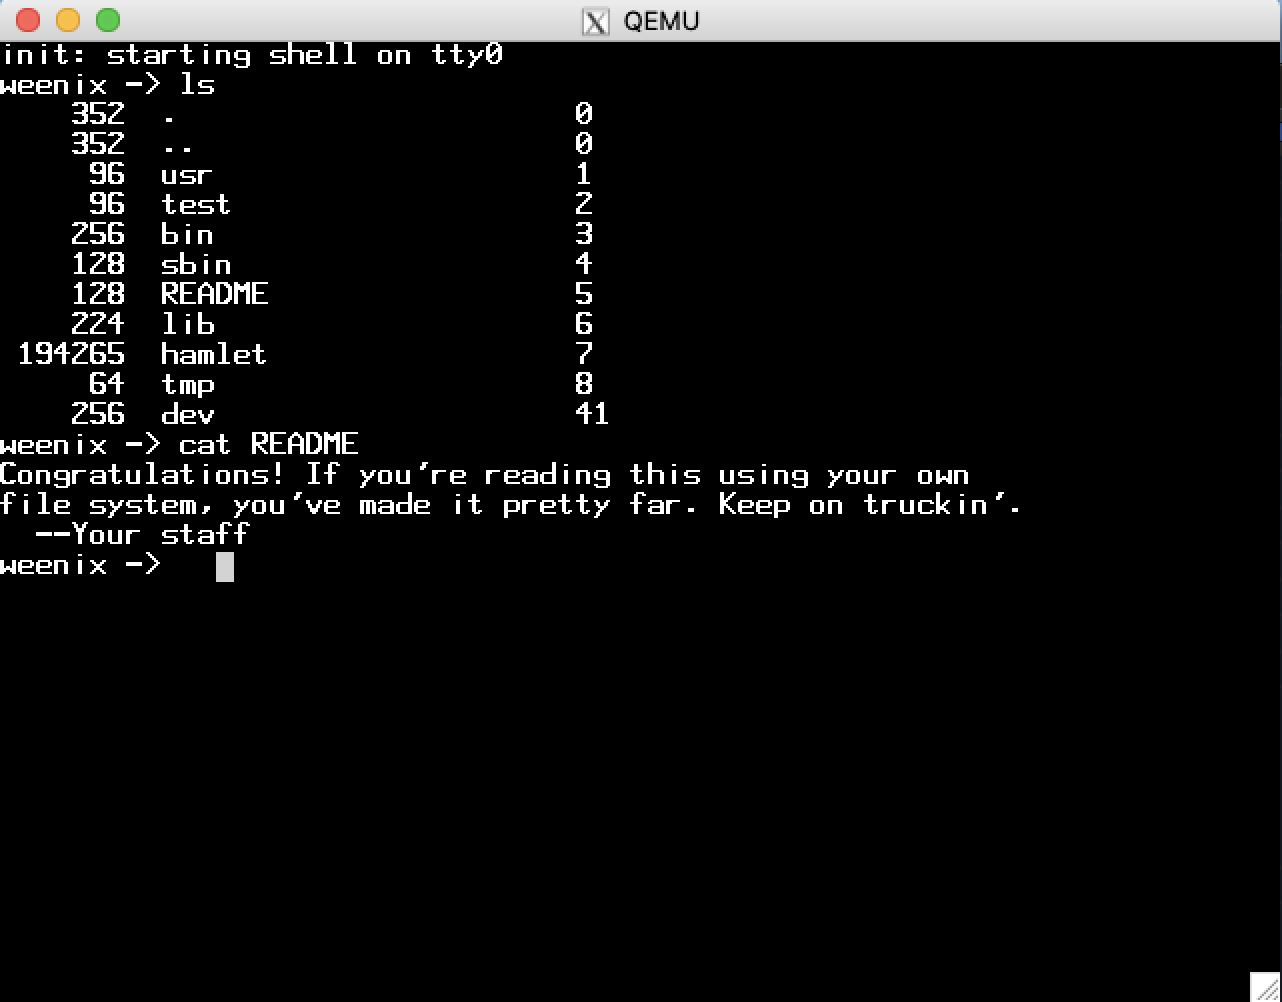 QEMU
init: starting shell on tty0
weenix -> ls
352 . 0
352 .. 0
96 usr 1
96 test 2
256 bin 3
128 sbin 4
128 README 5
224 lib 6
194265 hamlet 7
64 tmp 8
256 dev 41
weenix -> cat README
Congratulations! If you're reading this using your own
file system, you've made it pretty far. Keep on truckin'.
--Your staff
weenix ->